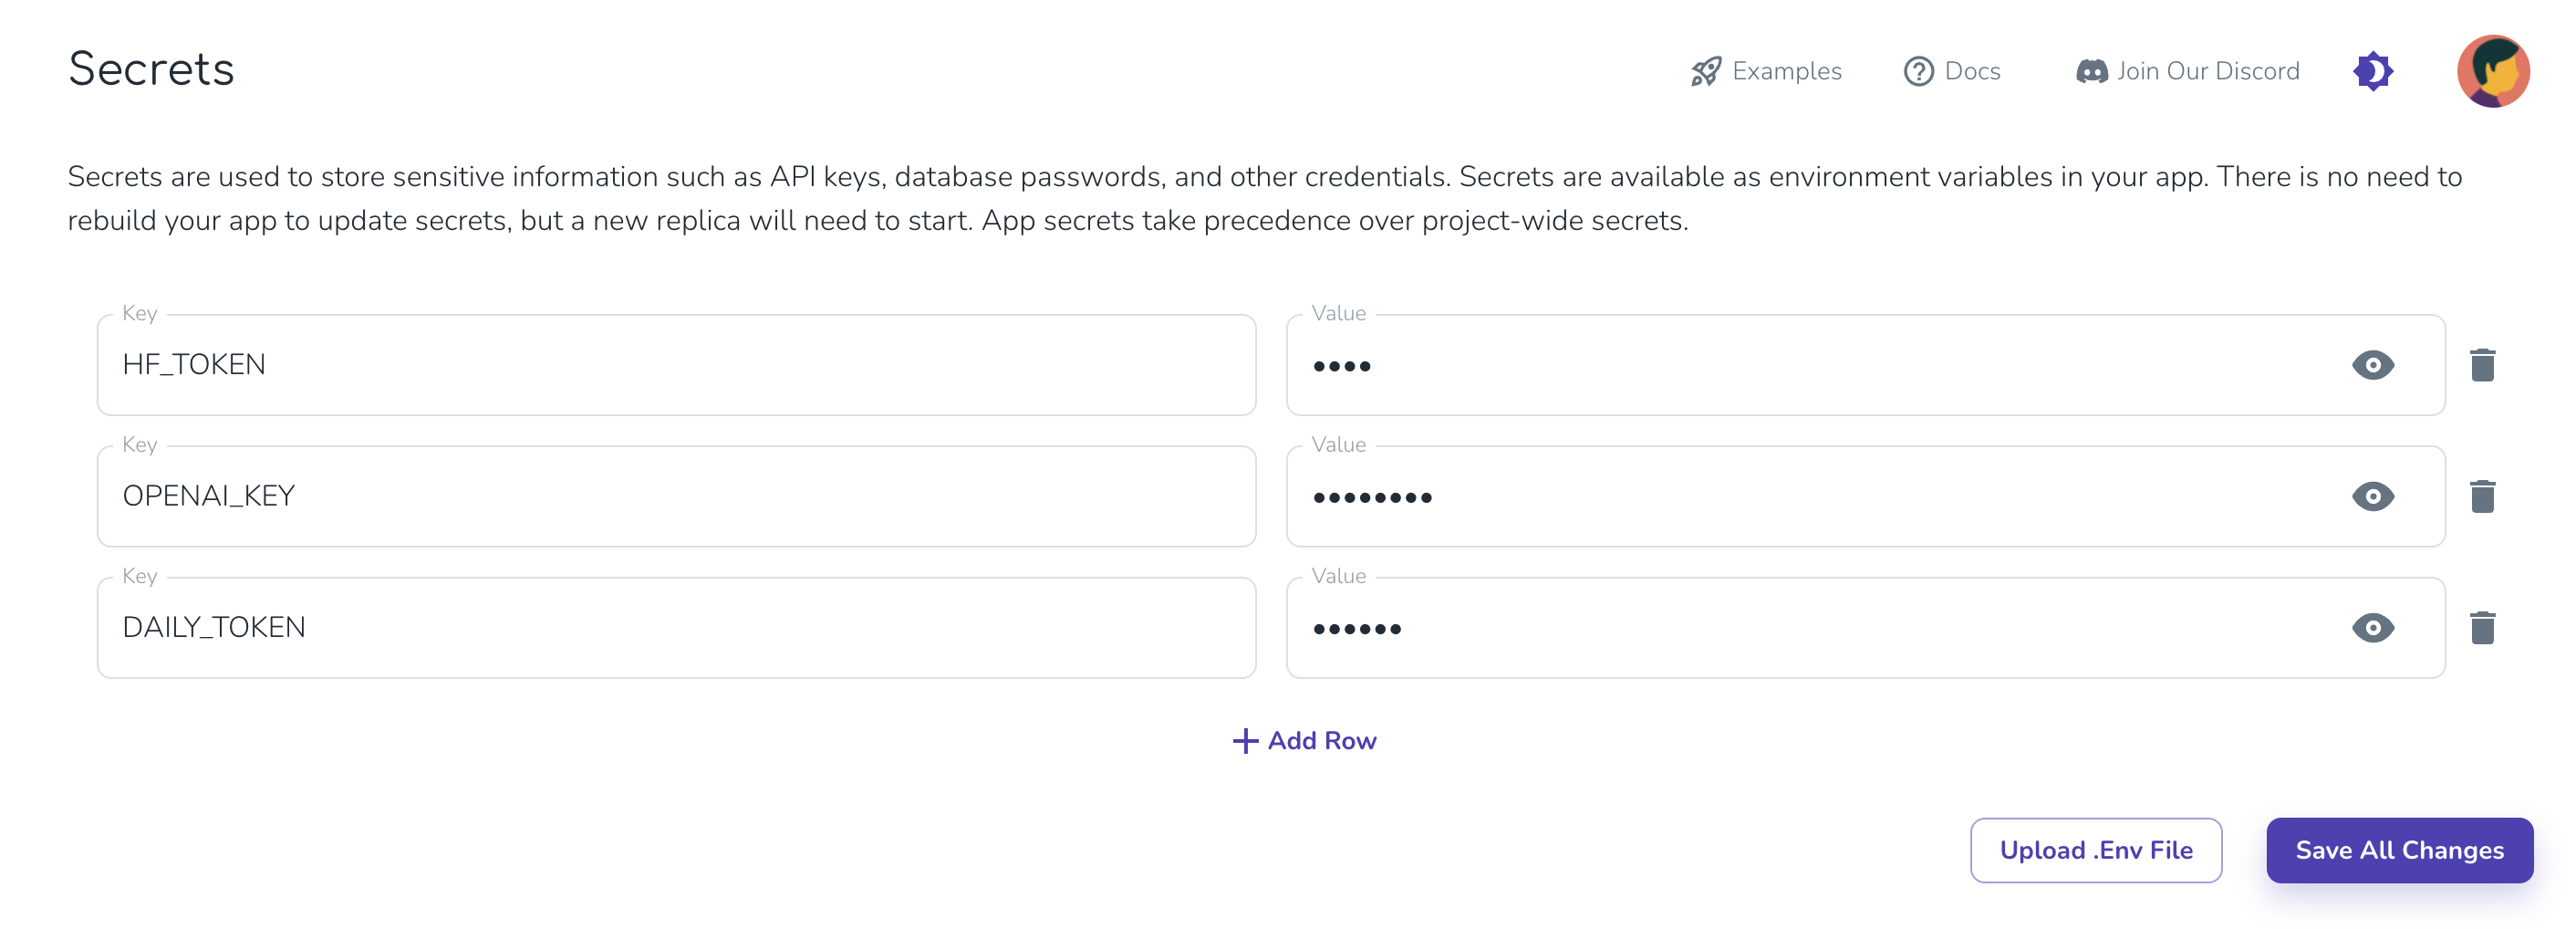 Secrets
Examples
Docs
Join Our Discord
Secrets are used to store sensitive information such as API keys, database passwords, and other credentials. Secrets are available as environment variables in your app. There is no need to
rebuild your app to update secrets, but a new replica will need to start. App secrets take precedence over project-wide secrets.
Key
Value
HF_TOKEN
••••
Key
Value
OPENAI_KEY
••••••••
Key
Value
DAILY_TOKEN
••••••
Add Row
Upload .Env File
Save All Changes